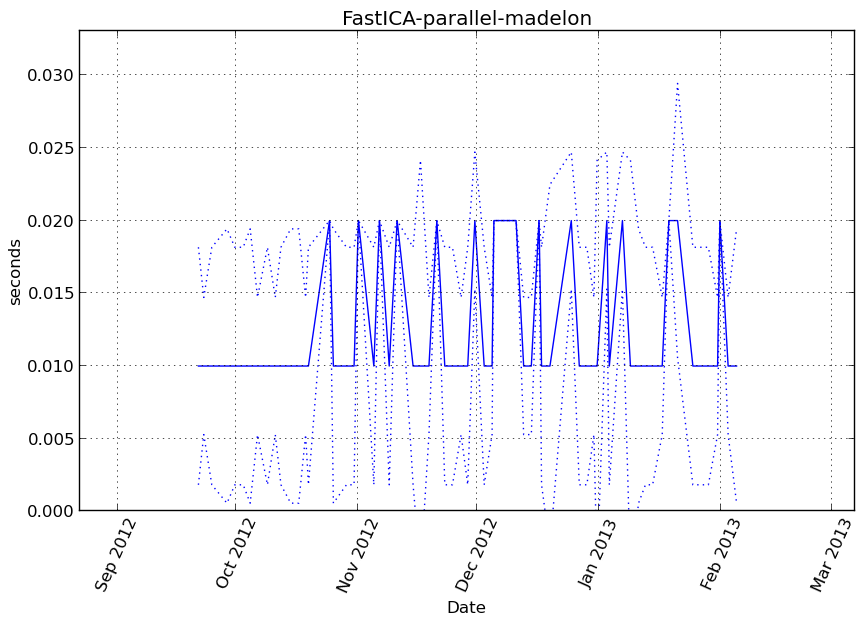 FastICA-parallel-madelon
0.030
0.025
0.020
0.015
0.010
0.005
0.000
seconds
Sep 2012
Oct 2012
Nov 2012
Dec 2012
Jan 2013
Feb 2013
Mar 2013
Date